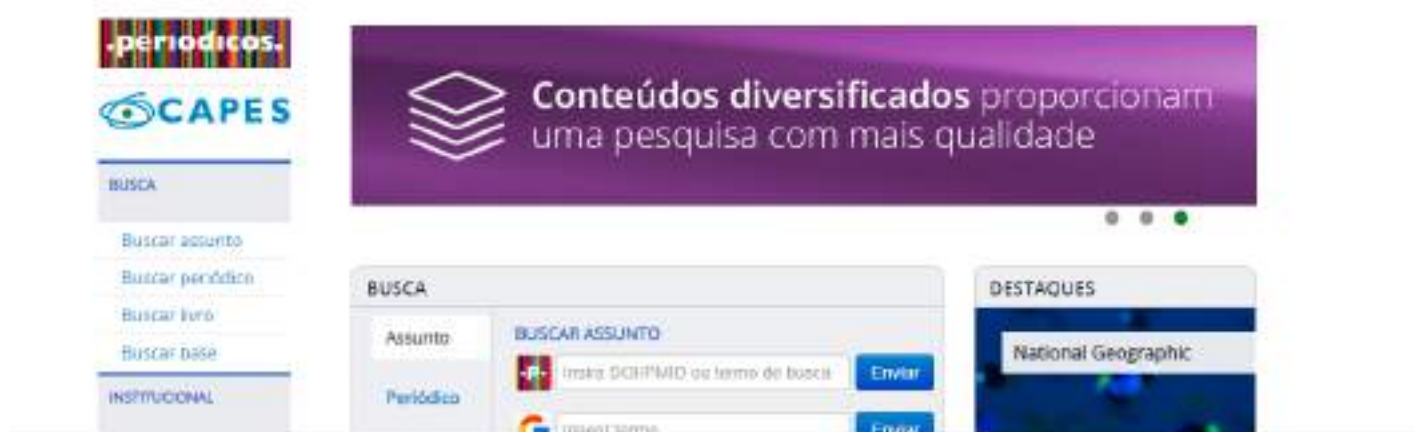 .periodicos.
CAPES
BUSCA
Buscar assunto
Buscar periódico
Buscar livro
Buscar base
INSTITUCIONAL
Conteúdos diversificados proporcionam
uma pesquisa com mais qualidade
BUSCA
Assunto
Periódico
BUSCAR ASSUNTO
.P.
Insira DOI/PMID ou termo de busca
Enviar
Enviar
DESTAQUES
National Geographic